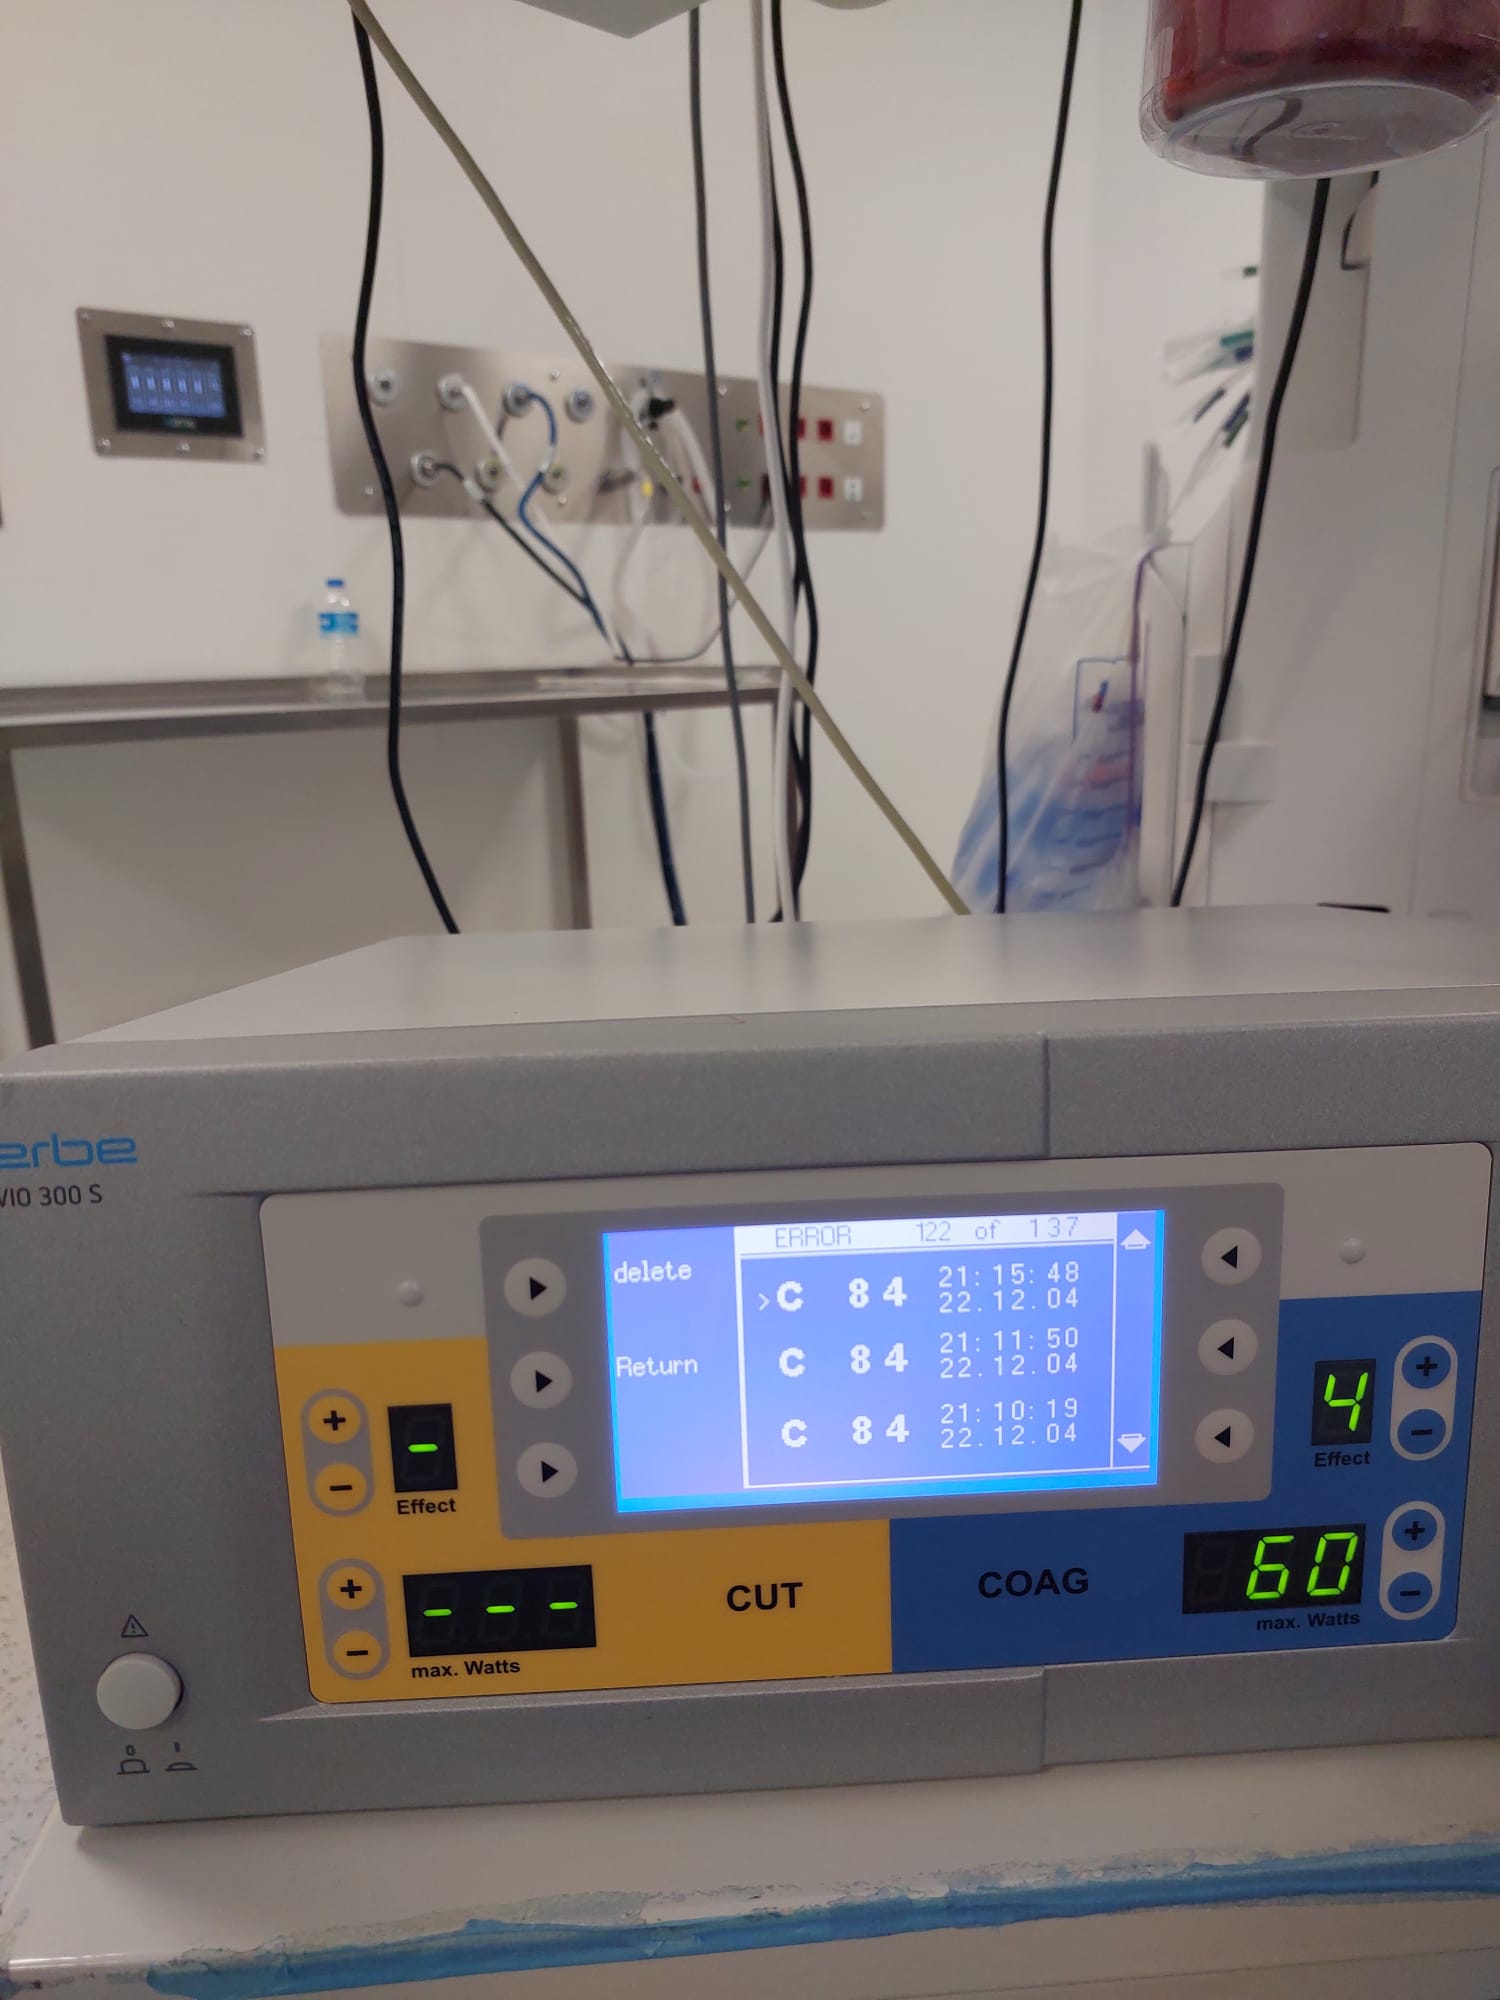 erbe
VIO 300 S
ERROR 122 of 137
delete
>C 84 21:15:48
22.12.04
Return
C 84 21:11:50
22.12.04
C 84 21:10:19
22.12.04
+
-
-
Effect
4
+
-
Effect
+
-
- - -
max. Watts
CUT
COAG
60
+
-
max. Watts
0 I